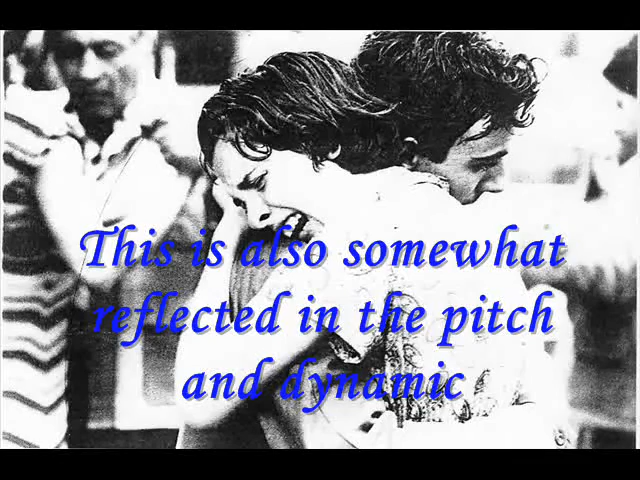 This is also somewhat
reflected in the pitch
and dynamic